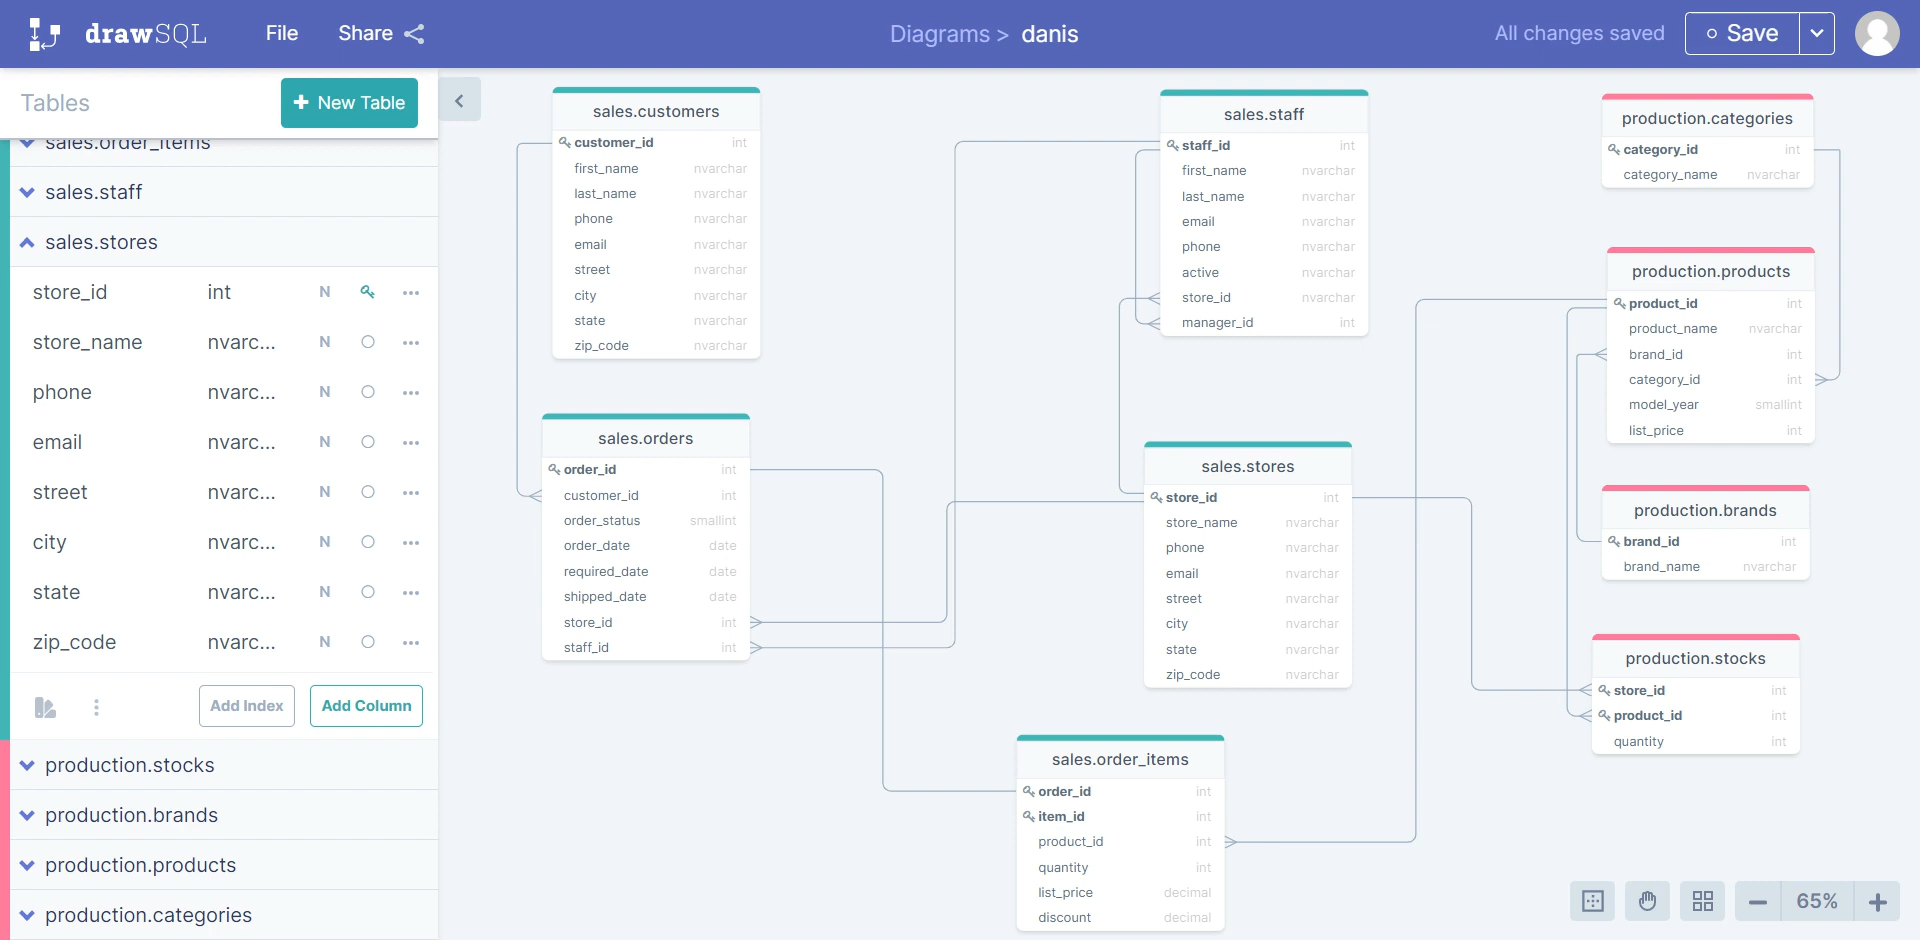 drawSQL File Share Diagrams > danis All changes saved Save
Tables + New Table
sales.order_items
sales.staff
sales.stores
store_id int N
store_name nvarc... N
phone nvarc... N
email nvarc... N
street nvarc... N
city nvarc... N
state nvarc... N
zip_code nvarc... N
Add Index Add Column
production.stocks
production.brands
production.products
production.categories
sales.customers
customer_id int
first_name nvarchar
last_name nvarchar
phone nvarchar
email nvarchar
street nvarchar
city nvarchar
state nvarchar
zip_code nvarchar
sales.orders
order_id int
customer_id int
order_status smallint
order_date date
required_date date
shipped_date date
store_id int
staff_id int
sales.staff
staff_id int
first_name nvarchar
last_name nvarchar
email nvarchar
phone nvarchar
active nvarchar
store_id nvarchar
manager_id int
sales.stores
store_id int
store_name nvarchar
phone nvarchar
email nvarchar
street nvarchar
city nvarchar
state nvarchar
zip_code nvarchar
sales.order_items
order_id int
item_id int
product_id int
quantity int
list_price decimal
discount decimal
production.categories
category_id int
category_name nvarchar
production.products
product_id int
product_name nvarchar
brand_id int
category_id int
model_year smallint
list_price int
production.brands
brand_id int
brand_name nvarchar
production.stocks
store_id int
product_id int
quantity int
65%